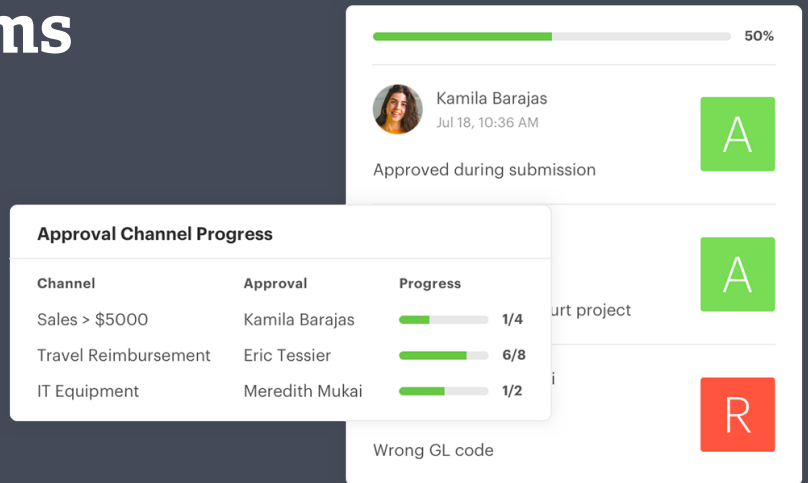 ms
50%
Kamila Barajas
Jul 18, 10:36 AM
A
Approved during submission
Approval Channel Progress
Channel Approval Progress
Sales > $5000 Kamila Barajas 1/4
Travel Reimbursement Eric Tessier 6/8
IT Equipment Meredith Mukai 1/2
A
urt project
i
R
Wrong GL code